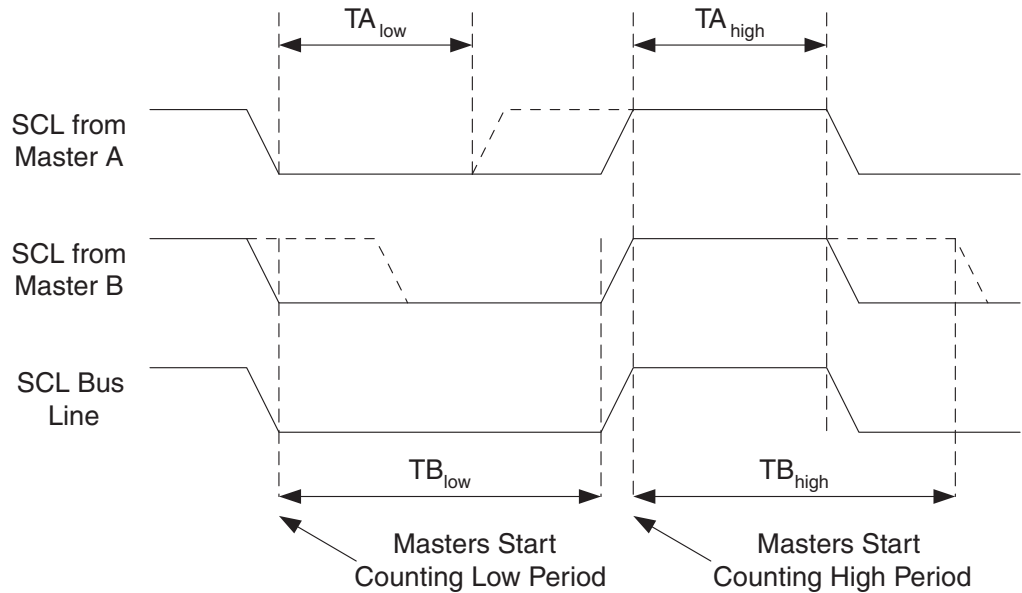 TA low
TA high
SCL from
Master A
SCL from
Master B
SCL Bus
Line
TB low
TB high
Masters Start
Counting Low Period
Masters Start
Counting High Period